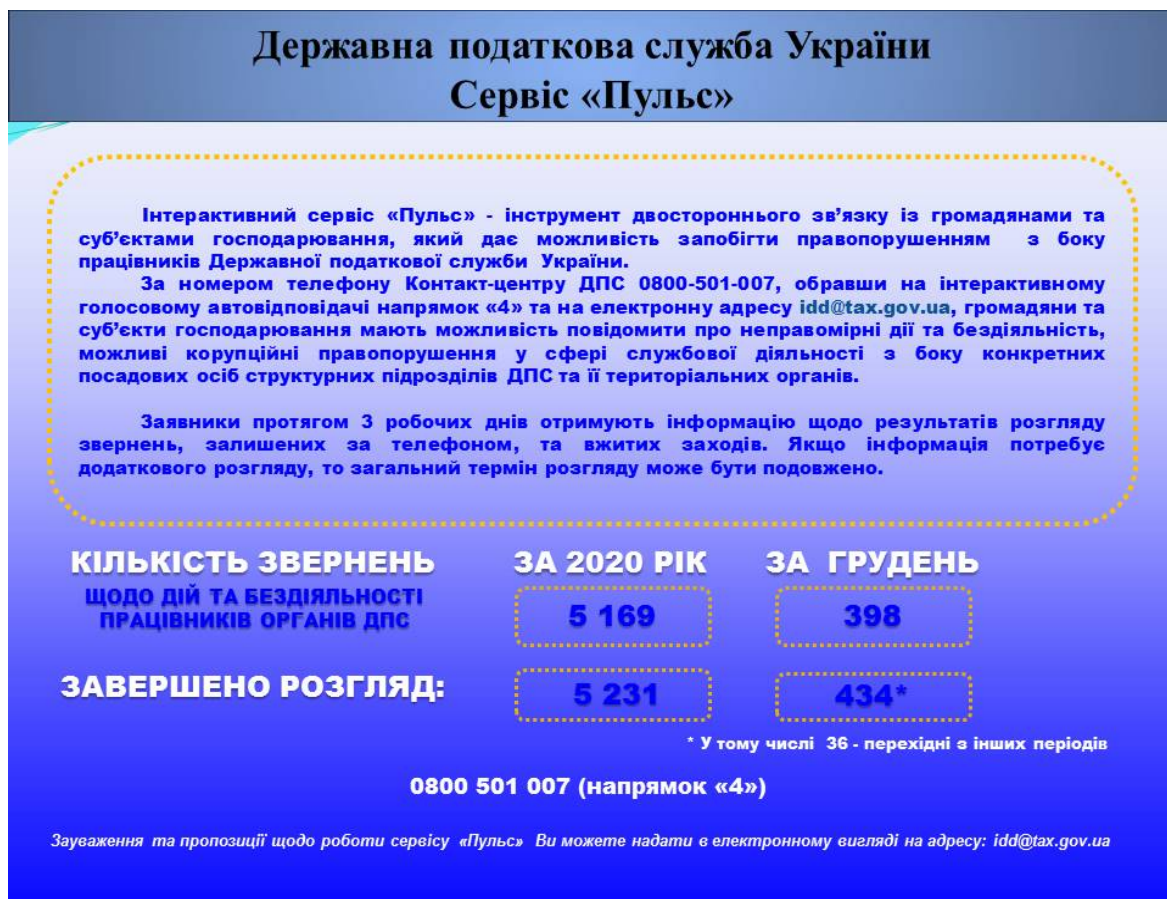 Державна податкова служба України
Сервіс «Пульс»
Інтерактивний сервіс «Пульс» - інструмент двостороннього зв’язку із громадянами та
суб’єктами господарювання, який дає можливість запобігти правопорушенням з боку
працівників Державної податкової служби України.
За номером телефону Контакт-центру ДПС 0800-501-007, обравши на інтерактивному
голосовому автовідповідачі напрямок «4» та на електронну адресу idd@tax.gov.ua, громадяни та
суб’єкти господарювання мають можливість повідомити про неправомірні дії та бездіяльність,
можливі корупційні правопорушення у сфері службової діяльності з боку конкретних
посадових осіб структурних підрозділів ДПС та її територіальних органів.
Заявники протягом 3 робочих днів отримують інформацію щодо результатів розгляду
звернень, залишених за телефоном, та вжитих заходів. Якщо інформація потребує
додаткового розгляду, то загальний термін розгляду може бути подовжено.
КІЛЬКІСТЬ ЗВЕРНЕНЬ ЗА 2020 РІК ЗА ГРУДЕНЬ
ЩОДО ДІЙ ТА БЕЗДІЯЛЬНОСТІ
ПРАЦІВНИКІВ ОРГАНІВ ДПС
5 169 398
ЗАВЕРШЕНО РОЗГЛЯД: 5 231 434*
* У тому числі 36 - перехідні з інших періодів
0800 501 007 (напрямок «4»)
Зауваження та пропозиції щодо роботи сервісу «Пульс» Ви можете надати в електронному вигляді на адресу: idd@tax.gov.ua